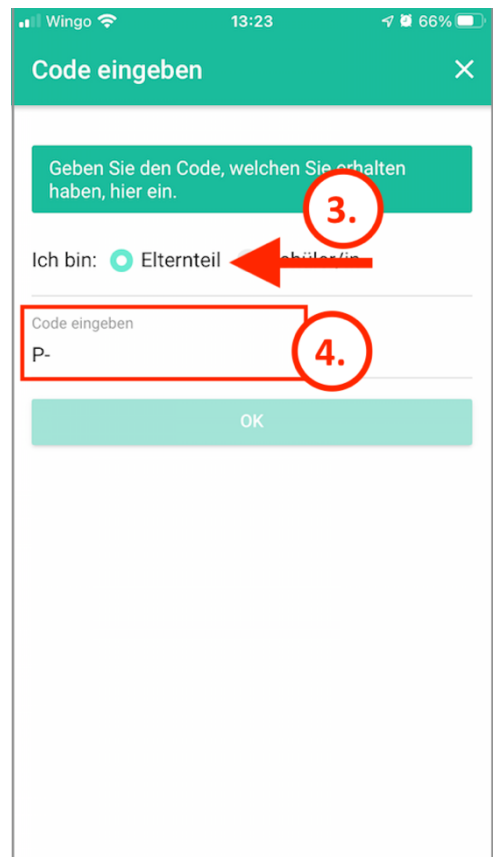 Wingo 13:23 66%
Code eingeben
Geben Sie den Code, welchen Sie erhalten
haben, hier ein.
3.
Ich bin: Elternteil
Code eingeben
P-
4.
OK